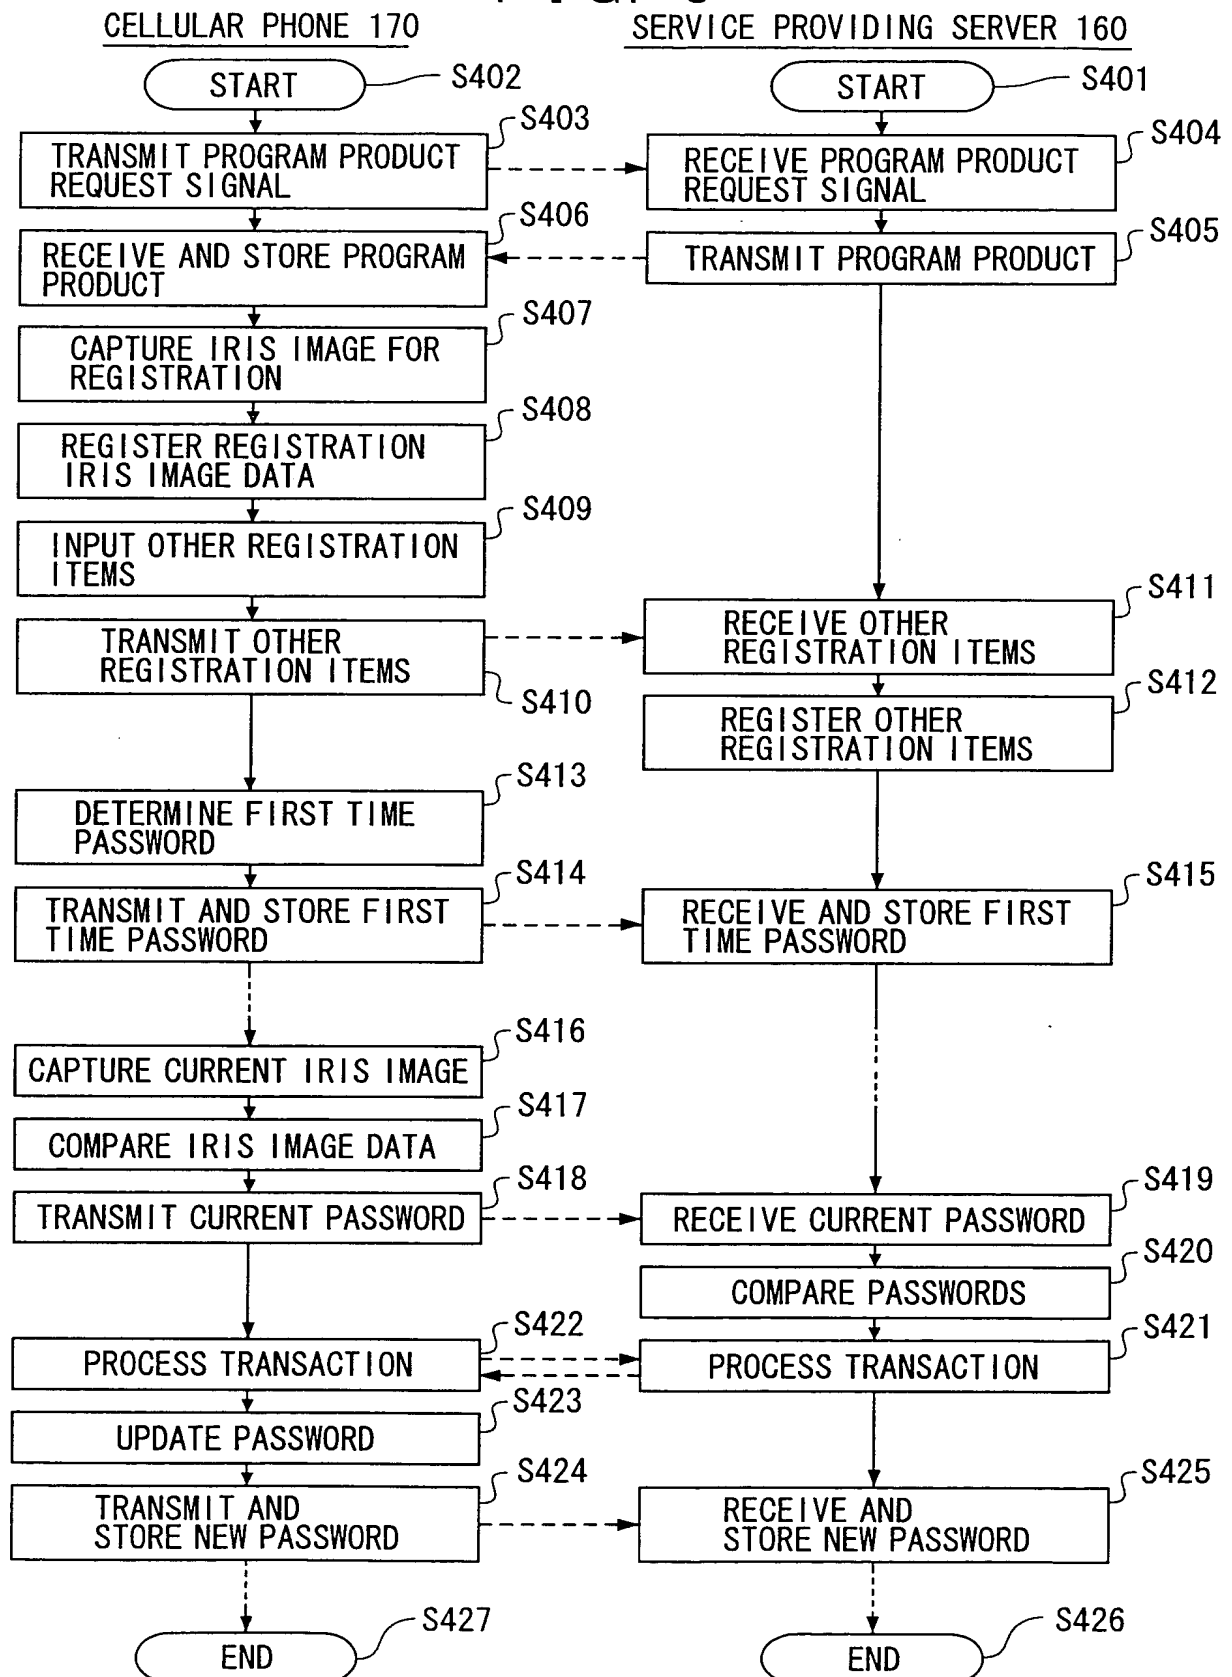 CELLULAR PHONE 170
SERVICE PROVIDING SERVER 160
START
S402
START
S401
S403
TRANSMIT PROGRAM PRODUCT
REQUEST SIGNAL
S404
RECEIVE PROGRAM PRODUCT
REQUEST SIGNAL
S406
RECEIVE AND STORE PROGRAM
PRODUCT
S405
TRANSMIT PROGRAM PRODUCT
S407
CAPTURE IRIS IMAGE FOR
REGISTRATION
S408
REGISTER REGISTRATION
IRIS IMAGE DATA
S409
INPUT OTHER REGISTRATION
ITEMS
TRANSMIT OTHER
REGISTRATION ITEMS
S410
S411
RECEIVE OTHER
REGISTRATION ITEMS
S412
REGISTER OTHER
REGISTRATION ITEMS
S413
DETERMINE FIRST TIME
PASSWORD
S414
TRANSMIT AND STORE FIRST
TIME PASSWORD
S415
RECEIVE AND STORE FIRST
TIME PASSWORD
S416
CAPTURE CURRENT IRIS IMAGE
S417
COMPARE IRIS IMAGE DATA
S418
TRANSMIT CURRENT PASSWORD
S419
RECEIVE CURRENT PASSWORD
S420
COMPARE PASSWORDS
S422
PROCESS TRANSACTION
S421
PROCESS TRANSACTION
S423
UPDATE PASSWORD
S424
TRANSMIT AND
STORE NEW PASSWORD
S425
RECEIVE AND
STORE NEW PASSWORD
S427
END
S426
END